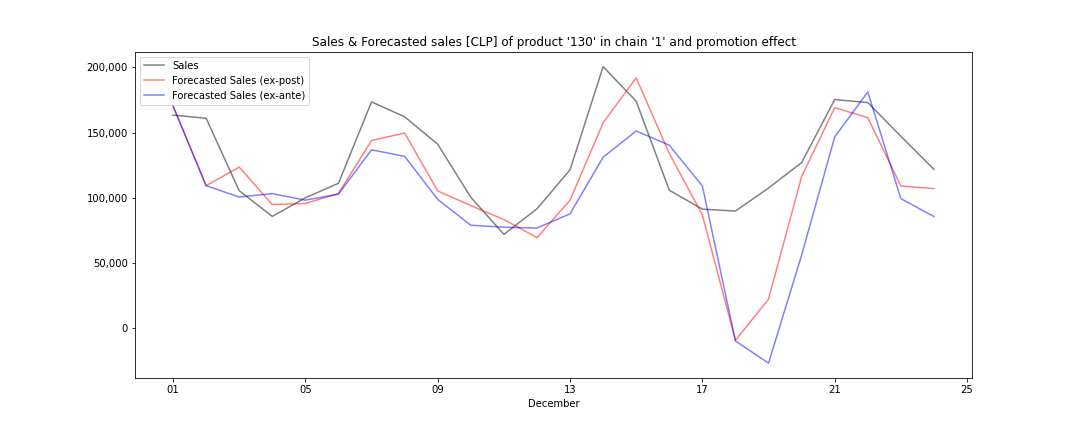 Sales & Forecasted sales [CLP] of product '130' in chain '1' and promotion effect
Sales
Forecasted Sales (ex-post)
Forecasted Sales (ex-ante)
200,000
150,000
100,000
50,000
0
01 05 09 13 17 21 25
December